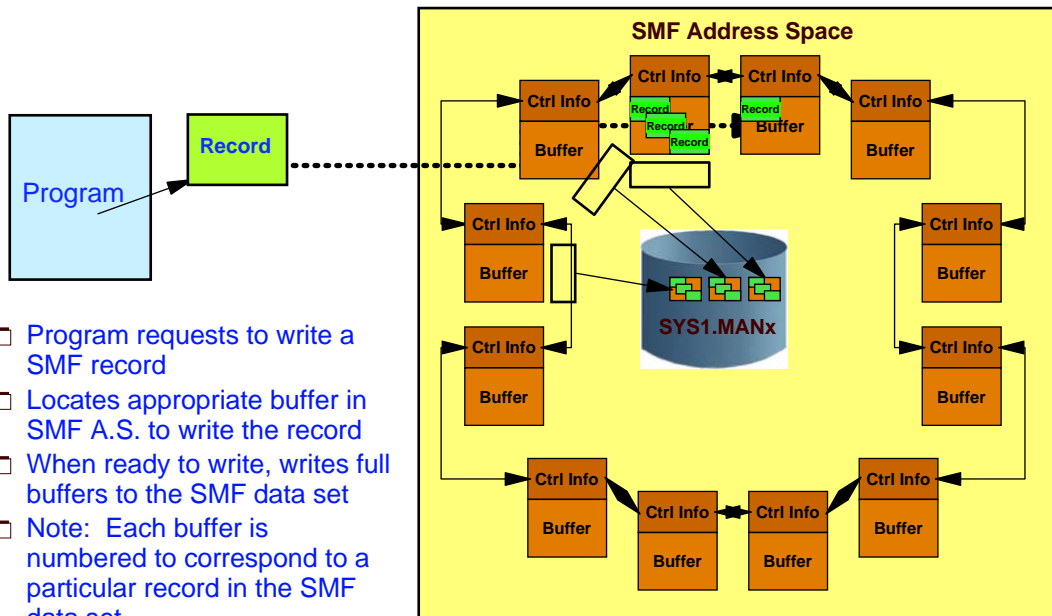 SMF Address Space
Ctrl Info
Ctrl Info
Ctrl Info
Ctrl Info
Record
Record
r
Record
Record
Buffer
Buffer
Buffer
Record
Program
Ctrl Info
Buffer
Ctrl Info
Buffer
SYS1.MANx
Ctrl Info
Buffer
Ctrl Info
Buffer
Ctrl Info
Buffer
Ctrl Info
Buffer
Ctrl Info
Buffer
Ctrl Info
Buffer
Program requests to write a
SMF record
Locates appropriate buffer in
SMF A.S. to write the record
When ready to write, writes full
buffers to the SMF data set
Note: Each buffer is
numbered to correspond to a
particular record in the SMF
data set